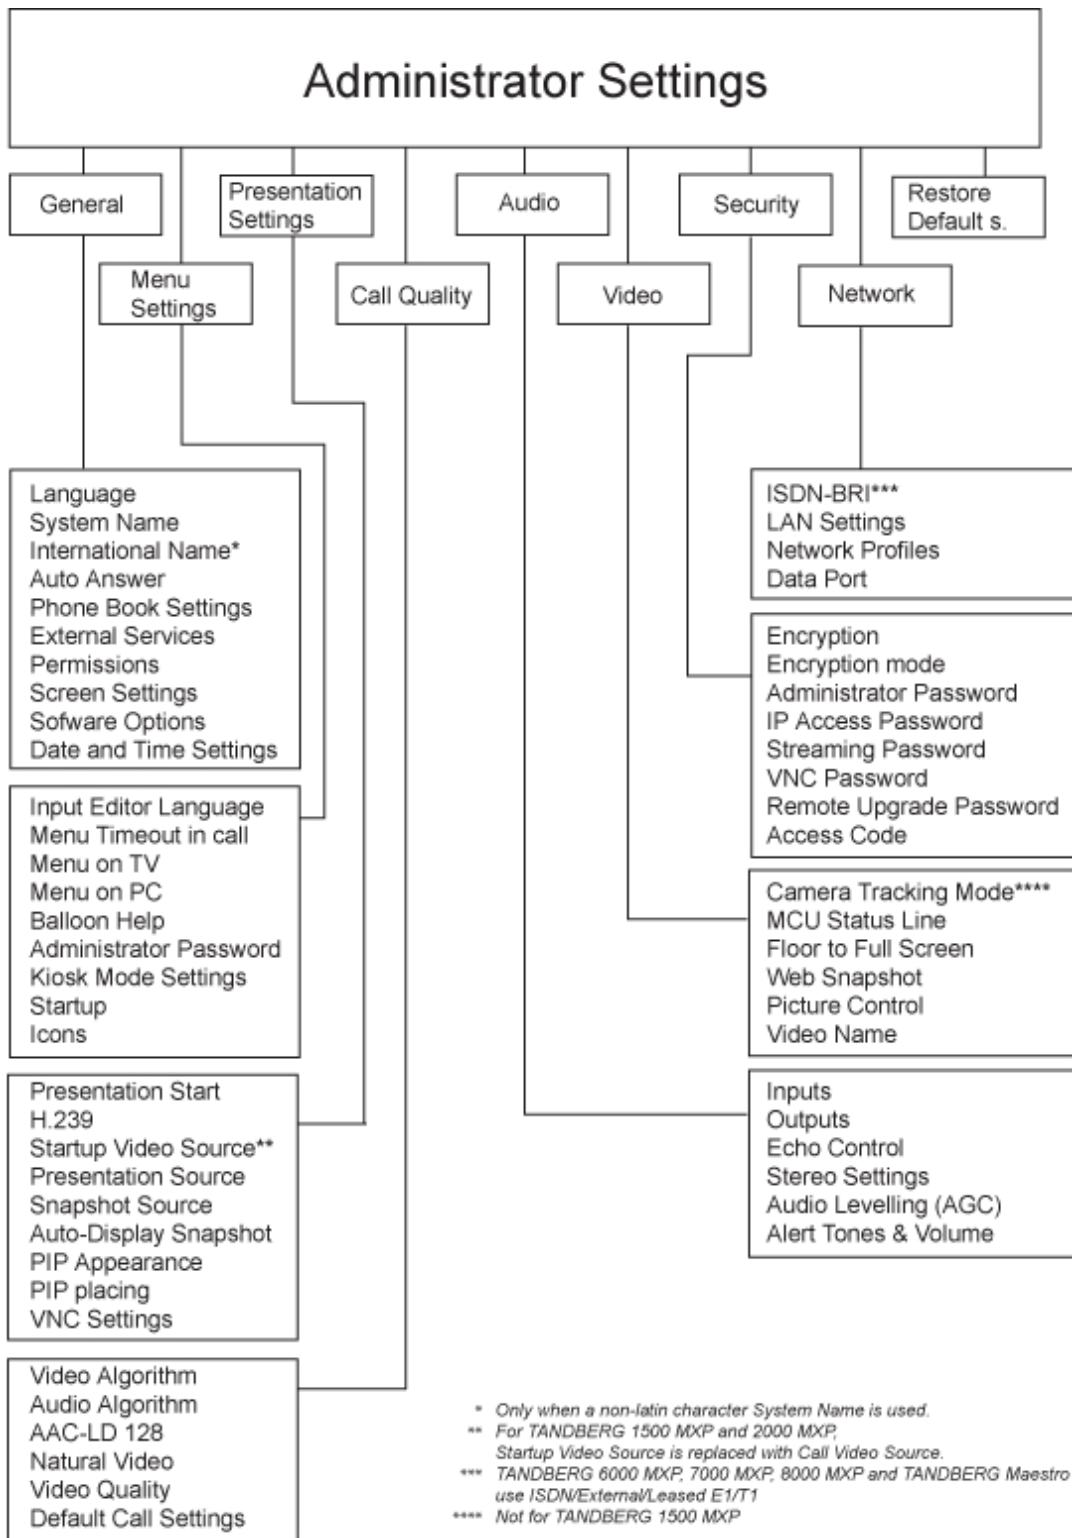 Administrator Settings
General
Presentation
Settings
Audio
Security
Restore
Default s.
Menu
Settings
Call Quality
Video
Network
Language
System Name
International Name*
Auto Answer
Phone Book Settings
External Services
Permissions
Screen Settings
Sofware Options
Date and Time Settings
Input Editor Language
Menu Timeout in call
Menu on TV
Menu on PC
Balloon Help
Administrator Password
Kiosk Mode Settings
Startup
Icons
Presentation Start
H.239
Startup Video Source**
Presentation Source
Snapshot Source
Auto-Display Snapshot
PIP Appearance
PIP placing
VNC Settings
Video Algorithm
Audio Algorithm
AAC-LD 128
Natural Video
Video Quality
Default Call Settings
ISDN-BRI***
LAN Settings
Network Profiles
Data Port
Encryption
Encryption mode
Administrator Password
IP Access Password
Streaming Password
VNC Password
Remote Upgrade Password
Access Code
Camera Tracking Mode****
MCU Status Line
Floor to Full Screen
Web Snapshot
Picture Control
Video Name
Inputs
Outputs
Echo Control
Stereo Settings
Audio Levelling (AGC)
Alert Tones & Volume
* Only when a non-latin character System Name is used.
** For TANDBERG 1500 MXP and 2000 MXP,
Startup Video Source is replaced with Call Video Source.
*** TANDBERG 6000 MXP, 7000 MXP, 8000 MXP and TANDBERG Maestro
use ISDN/External/Leased E1/T1
**** Not for TANDBERG 1500 MXP